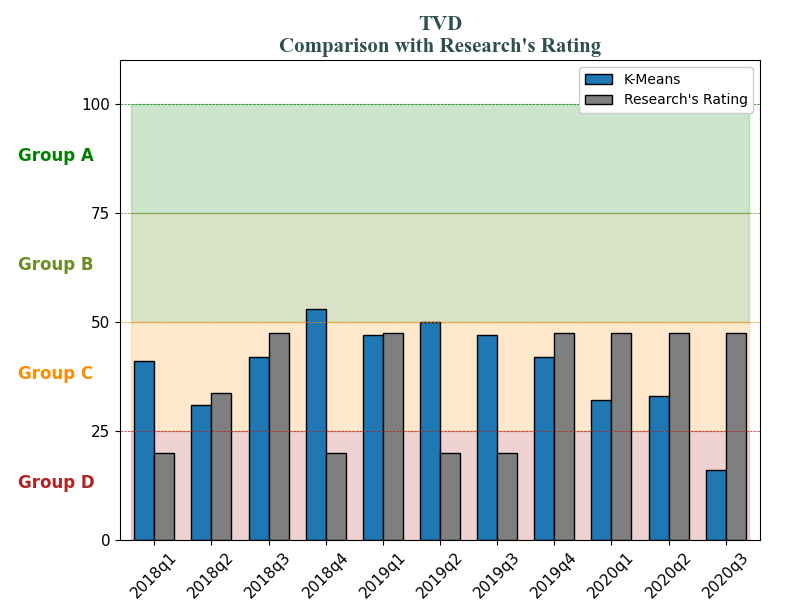 TVD
Comparison with Research's Rating
K-Means
Research's Rating
100
Group A
75
Group B
50
Group C
25
Group D
0
2018q1
2018q2
2018q3
2018q4
2019q1
2019q2
2019q3
2019q4
2020q1
2020q2
2020q3